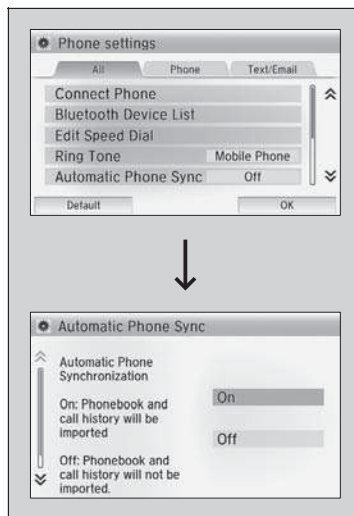 Phone settings
All Phone Text/Email
Connect Phone
Bluetooth Device List
Edit Speed Dial
Ring Tone Mobile Phone
Automatic Phone Sync Off
Default OK
Automatic Phone Sync
Automatic Phone
Synchronization
On: Phonebook and
call history will be
imported
Off: Phonebook and
call history will not be
imported.
On
Off